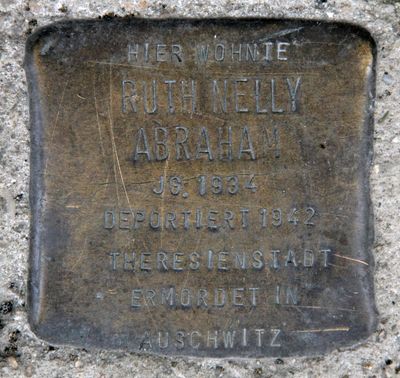 HIER WOHNTE
RUTH NELLY
ABRAHAM
JG. 1934
DEPORTIERT 1942
THERESIENSTADT
ERMORDET IN
AUSCHWITZ